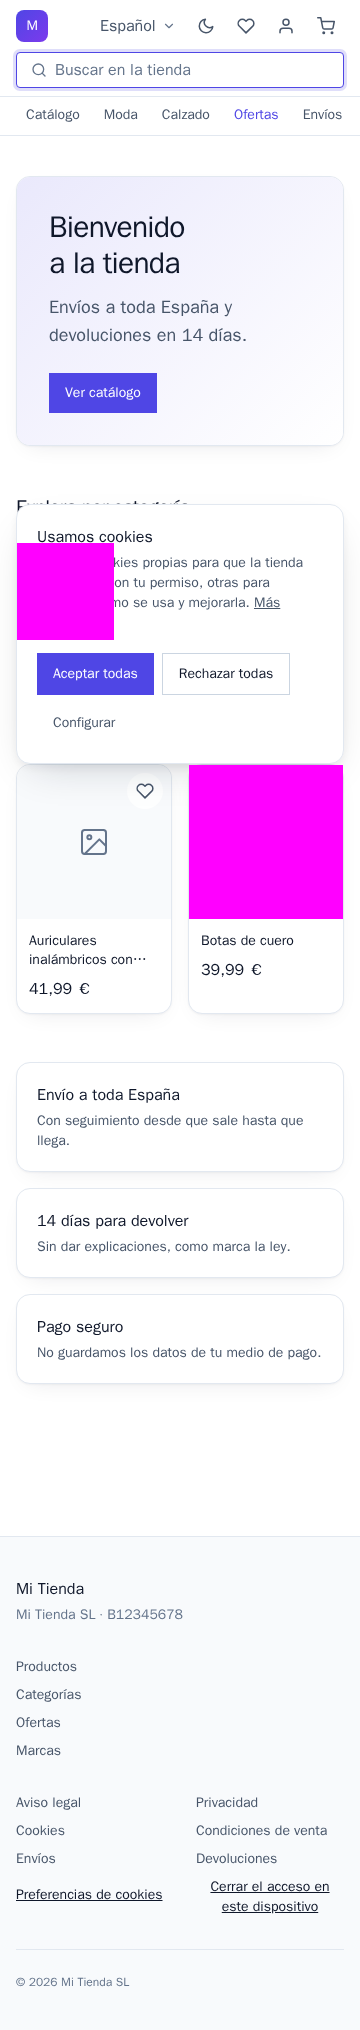 M
Español
Buscar en la tienda
Catálogo
Moda
Calzado
Ofertas
Envíos
Bienvenido
a la tienda
Envíos a toda España y
devoluciones en 14 días.
Ver catálogo
Usamos cookies
propias para que la tienda
tu permiso, otras para
se usa y mejorarla. Más
Aceptar todas
Rechazar todas
Configurar
Auriculares
inalámbricos con…
41,99 €
Botas de cuero
39,99 €
Envío a toda España
Con seguimiento desde que sale hasta que
llega.
14 días para devolver
Sin dar explicaciones, como marca la ley.
Pago seguro
No guardamos los datos de tu medio de pago.
Mi Tienda
Mi Tienda SL · B12345678
Productos
Categorías
Ofertas
Marcas
Aviso legal
Privacidad
Cookies
Condiciones de venta
Envíos
Devoluciones
Preferencias de cookies
Cerrar el acceso en
este dispositivo
© 2026 Mi Tienda SL